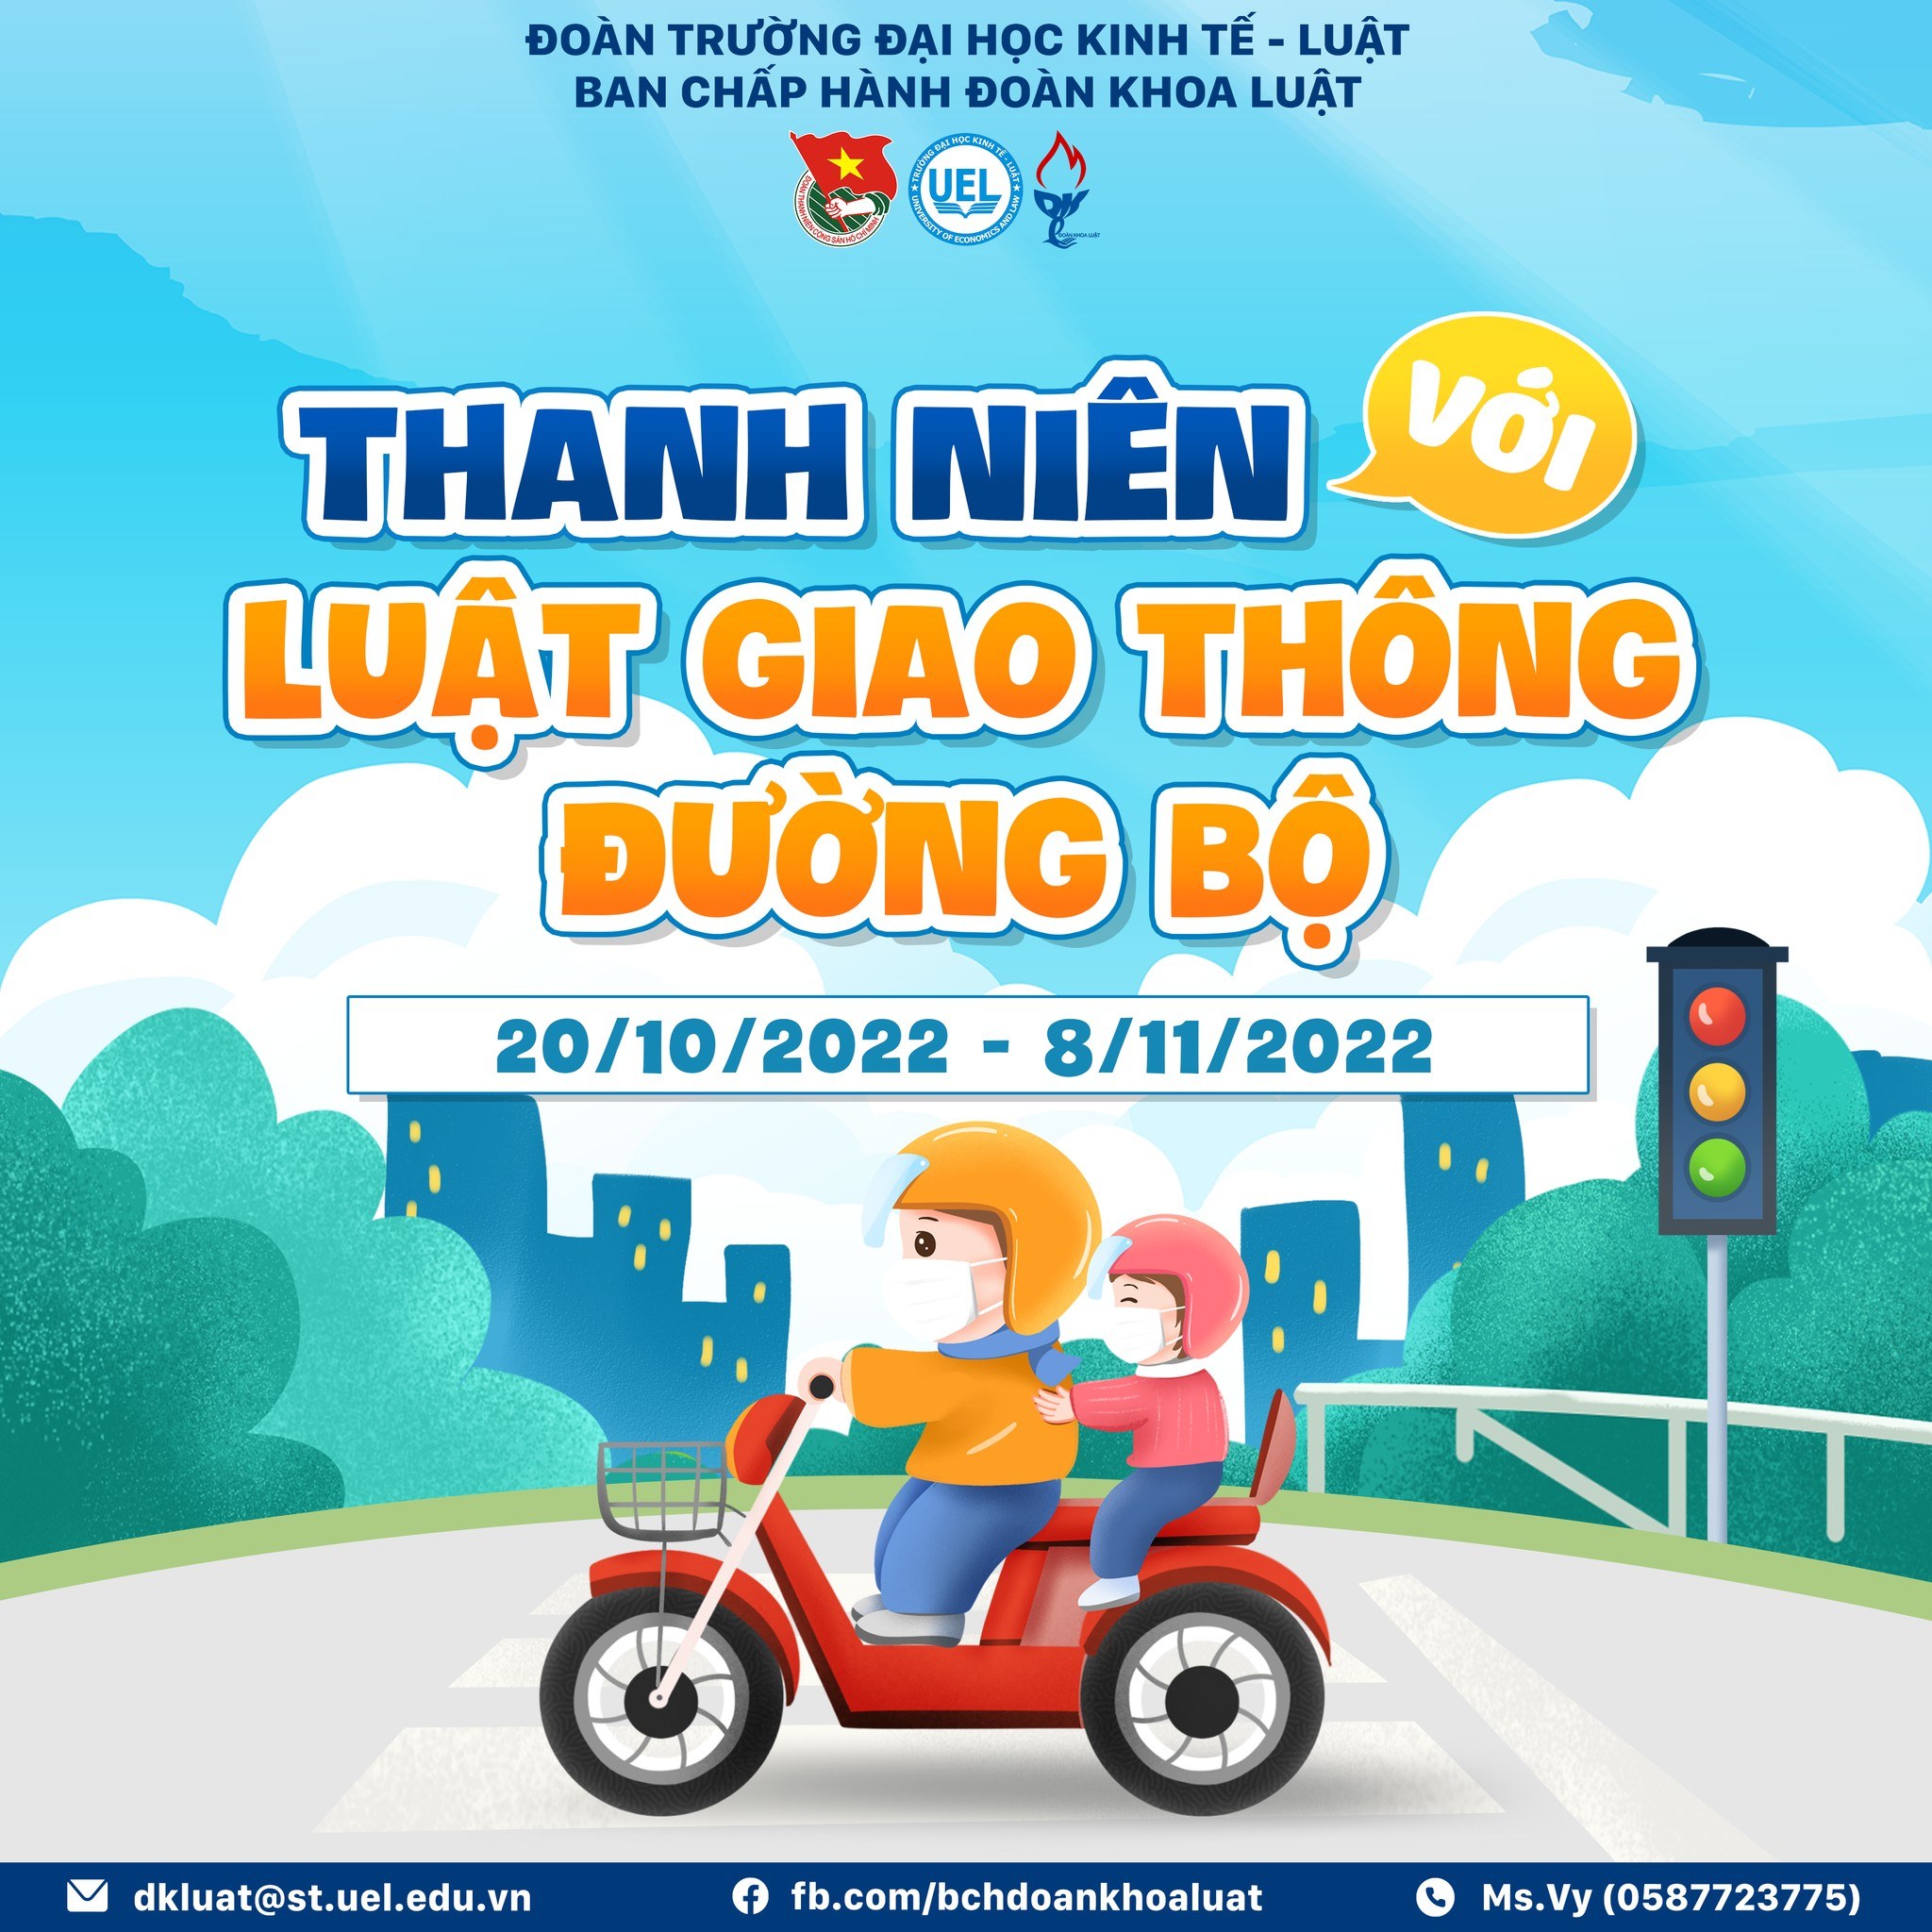 ĐOÀN TRƯỜNG ĐẠI HỌC KINH TẾ - LUẬT
BAN CHẤP HÀNH ĐOÀN KHOA LUẬT
ĐOÀN THANH NIÊN CỘNG SẢN HỒ CHÍ MINH
TRƯỜNG ĐẠI HỌC KINH TẾ - LUẬT
UEL
UNIVERSITY OF ECONOMICS AND LAW
ĐOÀN KHOA LUẬT
THANH NIÊN VỚI
LUẬT GIAO THÔNG
ĐƯỜNG BỘ
20/10/2022 - 8/11/2022
dkluat@st.uel.edu.vn
fb.com/bchdoankhoaluat
Ms.Vy (0587723775)